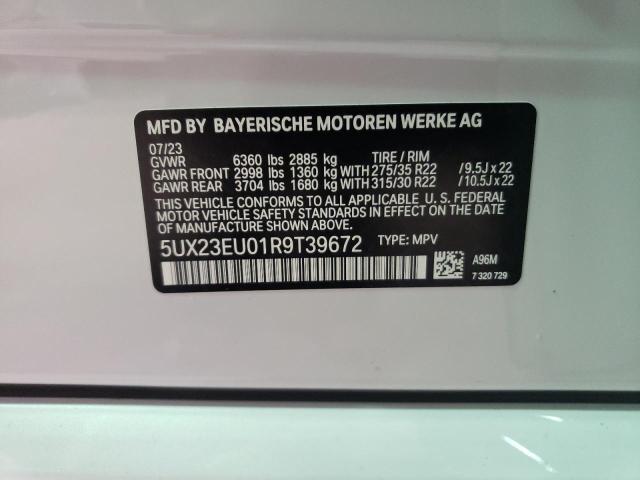 MFD BY BAYERISCHE MOTOREN WERKE AG
07/23
GVWR 6360 lbs 2885 kg TIRE / RIM
GAWR FRONT 2998 lbs 1360 kg WITH 275/35 R22 / 9.5J x 22
GAWR REAR 3704 lbs 1680 kg WITH 315/30 R22 / 10.5J x 22
THIS VEHICLE CONFORMS TO ALL APPLICABLE U. S. FEDERAL
MOTOR VEHICLE SAFETY STANDARDS IN EFFECT ON THE DATE
OF MANUFACTURE SHOWN ABOVE.
5UX23EU01R9T39672 TYPE: MPV
A96M
7 320 729